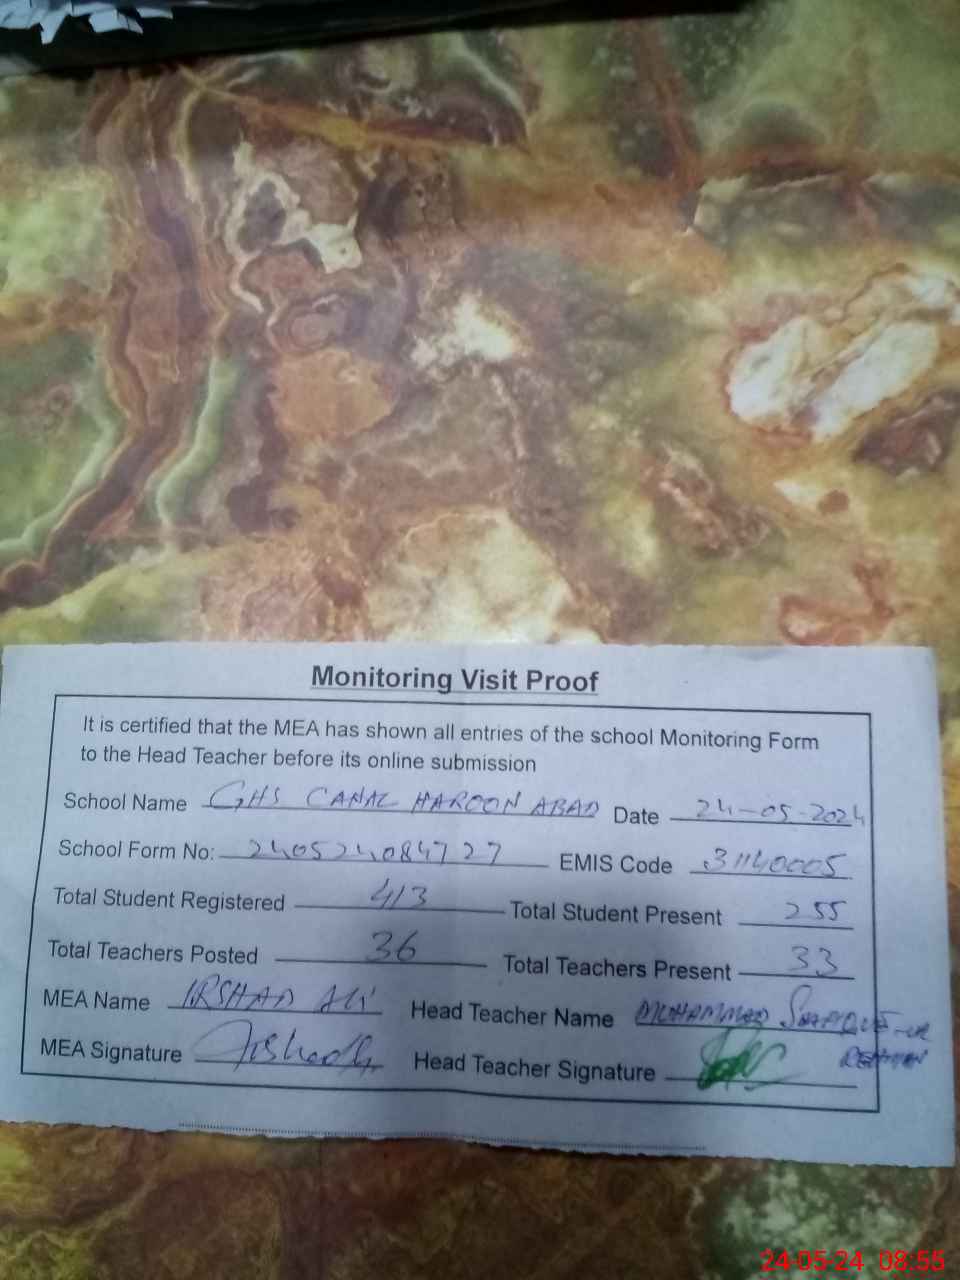 Monitoring Visit Proof
It is certified that the MEA has shown all entries of the school Monitoring Form
to the Head Teacher before its online submission
School Name GHS CANAL HAROON ABAD Date 24-05-2024
School Form No: 240524084727 EMIS Code 31140005
Total Student Registered 413 Total Student Present 255
Total Teachers Posted 36 Total Teachers Present 33
MEA Name IRSHAD ALI Head Teacher Name MUHAMMAD SHAFIQUE-UR
REHMAN
MEA Signature Irshad Head Teacher Signature
24-05-24 08:55